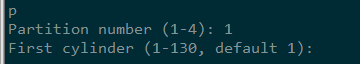 p
Partition number (1-4): 1
First cylinder (1-130, default 1):